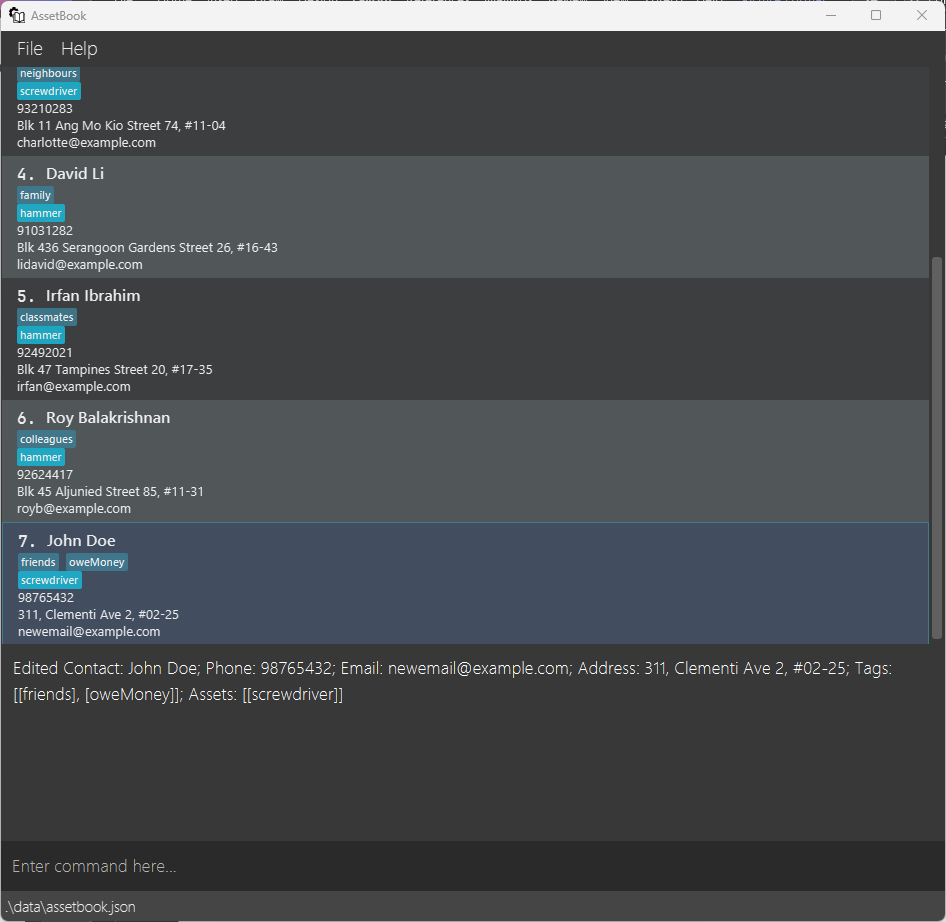 AssetBook
File Help
neighbours
screwdriver
93210283
Blk 11 Ang Mo Kio Street 74, #11-04
charlotte@example.com
4. David Li
family
hammer
91031282
Blk 436 Serangoon Gardens Street 26, #16-43
lidavid@example.com
5. Irfan Ibrahim
classmates
hammer
92492021
Blk 47 Tampines Street 20, #17-35
irfan@example.com
6. Roy Balakrishnan
colleagues
hammer
92624417
Blk 45 Aljunied Street 85, #11-31
royb@example.com
7. John Doe
friends oweMoney
screwdriver
98765432
311, Clementi Ave 2, #02-25
newemail@example.com
Edited Contact: John Doe; Phone: 98765432; Email: newemail@example.com; Address: 311, Clementi Ave 2, #02-25; Tags:
[[friends], [oweMoney]]; Assets: [[screwdriver]]
Enter command here...
.\data\assetbook.json